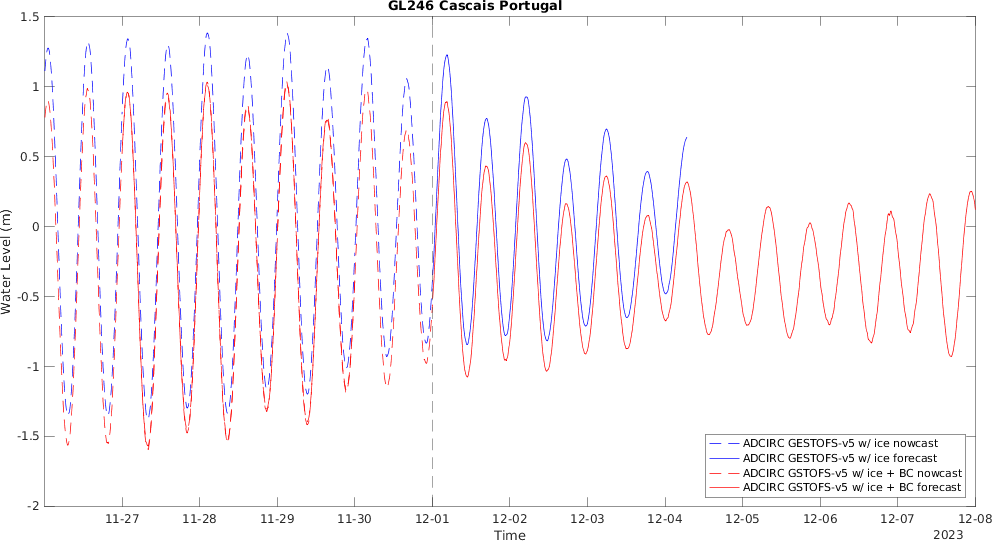 GL246 Cascais Portugal
1.5
1
0.5
0
-0.5
-1
-1.5
-2
Water Level (m)
11-27 11-28 11-29 11-30 12-01 12-02 12-03 12-04 12-05 12-06 12-07 12-08
Time
2023
ADCIRC GESTOFS-v5 w/ ice nowcast
ADCIRC GESTOFS-v5 w/ ice forecast
ADCIRC GSTOFS-v5 w/ ice + BC nowcast
ADCIRC GSTOFS-v5 w/ ice + BC forecast